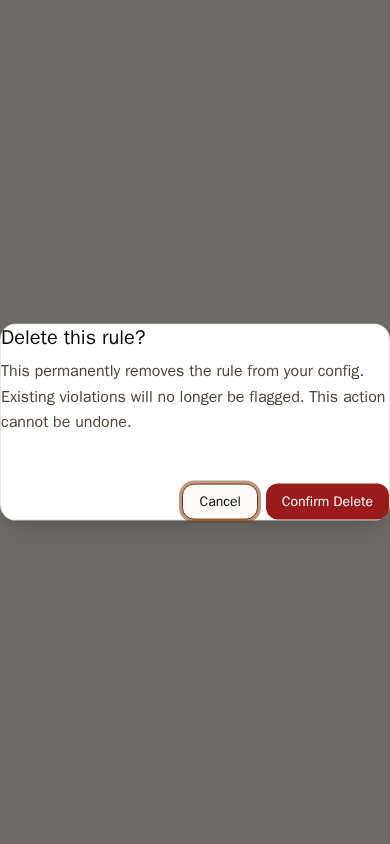 Delete this rule?
This permanently removes the rule from your config.
Existing violations will no longer be flagged. This action
cannot be undone.
Cancel
Confirm Delete